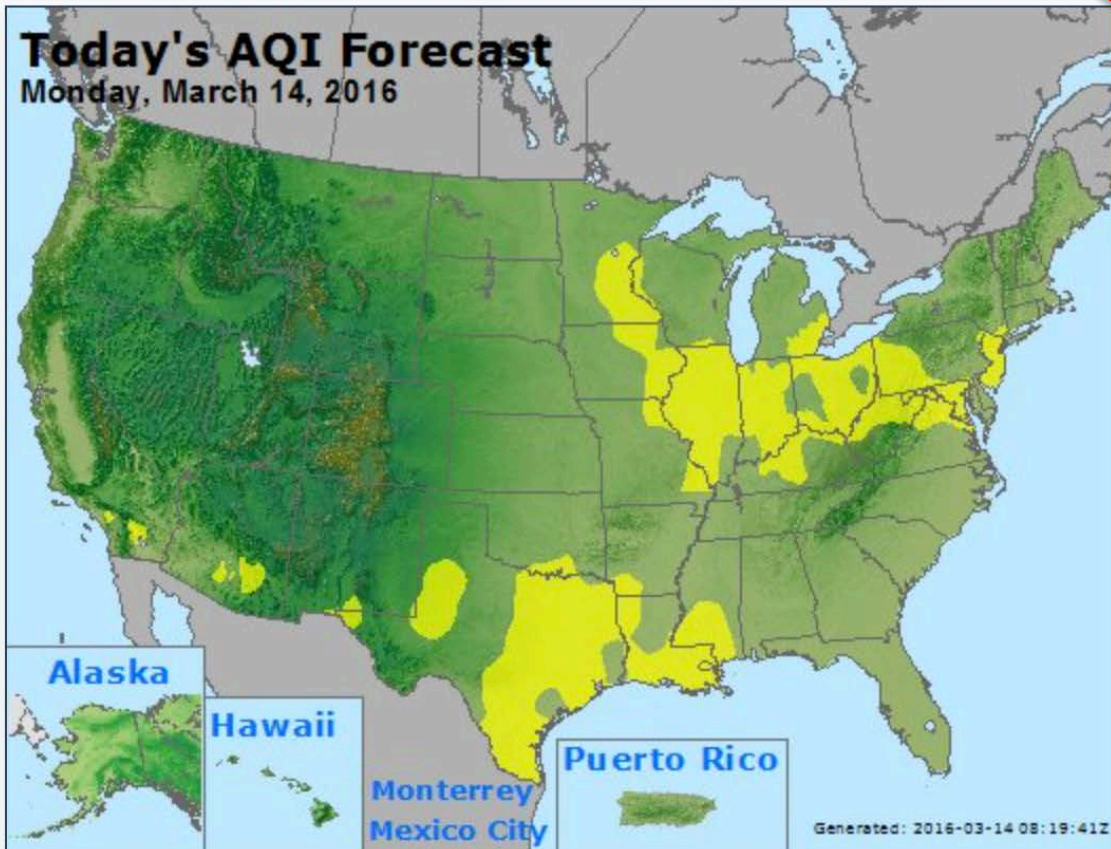 Today's AQI Forecast
Monday, March 14, 2016
Alaska
Hawaii
Monterrey
Mexico City
Puerto Rico
Generated: 2016-03-14 08:19:41Z